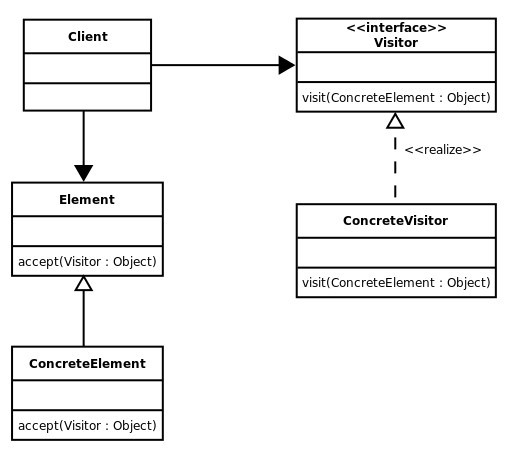 Client
<<interface>>
Visitor
visit(ConcreteElement : Object)
<<realize>>
Element
accept(Visitor : Object)
ConcreteVisitor
visit(ConcreteElement : Object)
ConcreteElement
accept(Visitor : Object)